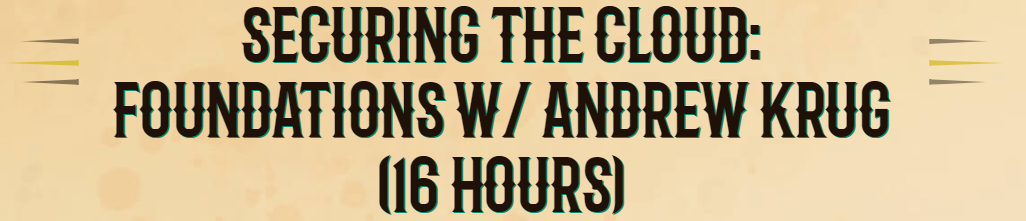 SECURING THE CLOUD:
FOUNDATIONS W/ ANDREW KRUG
(16 HOURS)